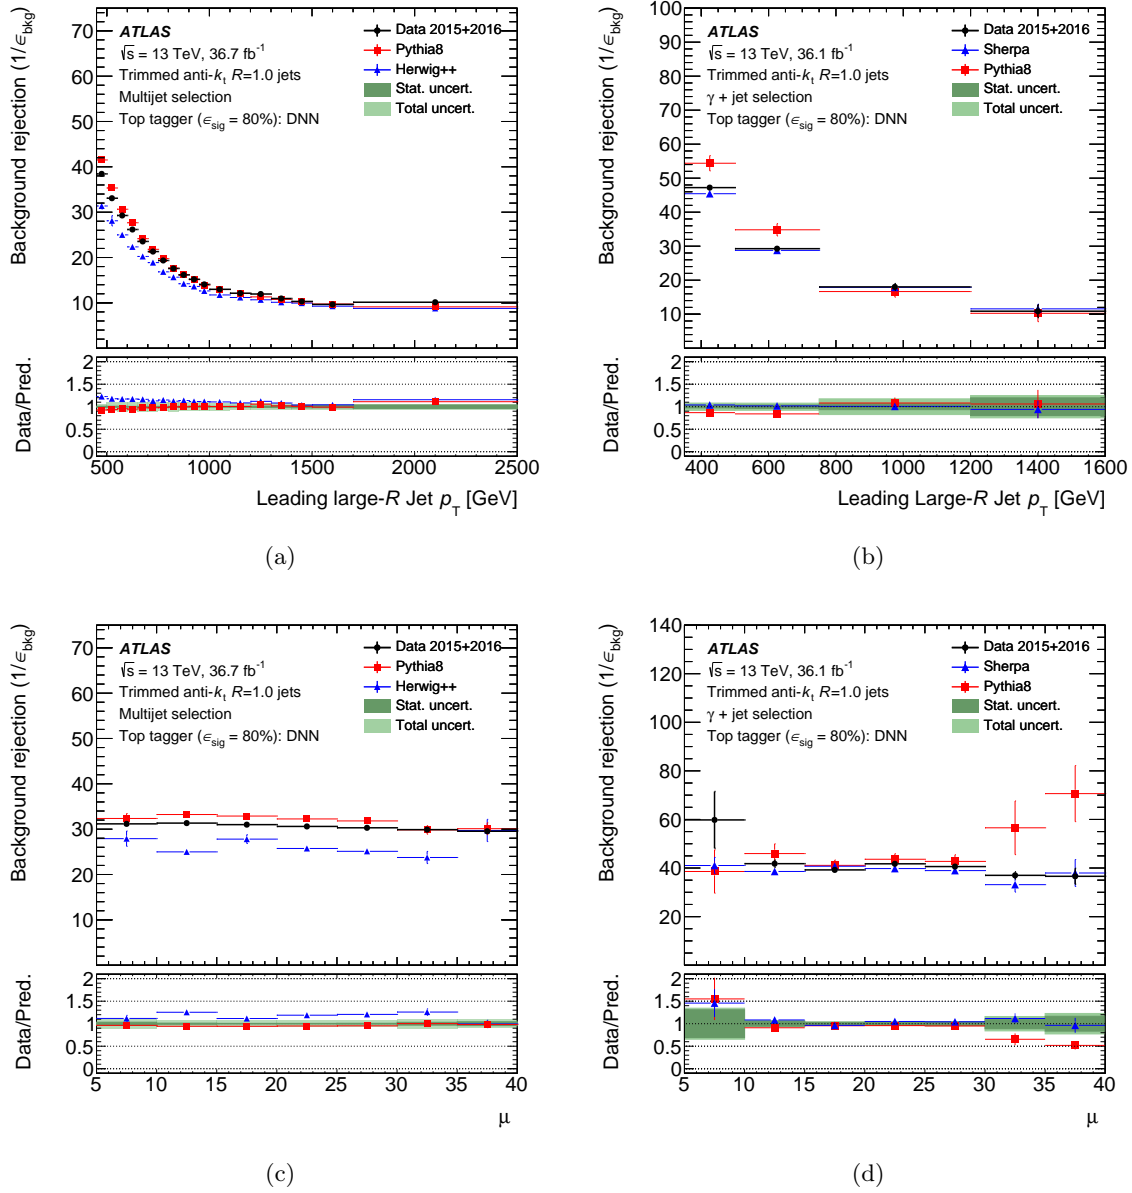 Background rejection (1/ϵbkg)
70
60
50
40
30
20
10
ATLAS
√s = 13 TeV, 36.7 fb-1
Trimmed anti-kt R=1.0 jets
Multijet selection
Top tagger (ϵsig = 80%): DNN
Data 2015+2016
Pythia8
Herwig++
Stat. uncert.
Total uncert.
Data/Pred.
2
1.5
1
0.5
0
500 1000 1500 2000 2500
Leading large-R Jet pT [GeV]
(a)
Background rejection (1/ϵbkg)
100
90
80
70
60
50
40
30
20
10
ATLAS
√s = 13 TeV, 36.1 fb-1
Trimmed anti-kt R=1.0 jets
γ + jet selection
Top tagger (ϵsig = 80%): DNN
Data 2015+2016
Sherpa
Pythia8
Stat. uncert.
Total uncert.
Data/Pred.
2
1.5
1
0.5
0
400 600 800 1000 1200 1400 1600
Leading Large-R Jet pT [GeV]
(b)
Background rejection (1/ϵbkg)
70
60
50
40
30
20
10
ATLAS
√s = 13 TeV, 36.7 fb-1
Trimmed anti-kt R=1.0 jets
Multijet selection
Top tagger (ϵsig = 80%): DNN
Data 2015+2016
Pythia8
Herwig++
Stat. uncert.
Total uncert.
Data/Pred.
2
1.5
1
0.5
0
5 10 15 20 25 30 35 40
μ
(c)
Background rejection (1/ϵbkg)
140
120
100
80
60
40
20
ATLAS
√s = 13 TeV, 36.1 fb-1
Trimmed anti-kt R=1.0 jets
γ + jet selection
Top tagger (ϵsig = 80%): DNN
Data 2015+2016
Sherpa
Pythia8
Stat. uncert.
Total uncert.
Data/Pred.
2
1.5
1
0.5
0
5 10 15 20 25 30 35 40
μ
(d)